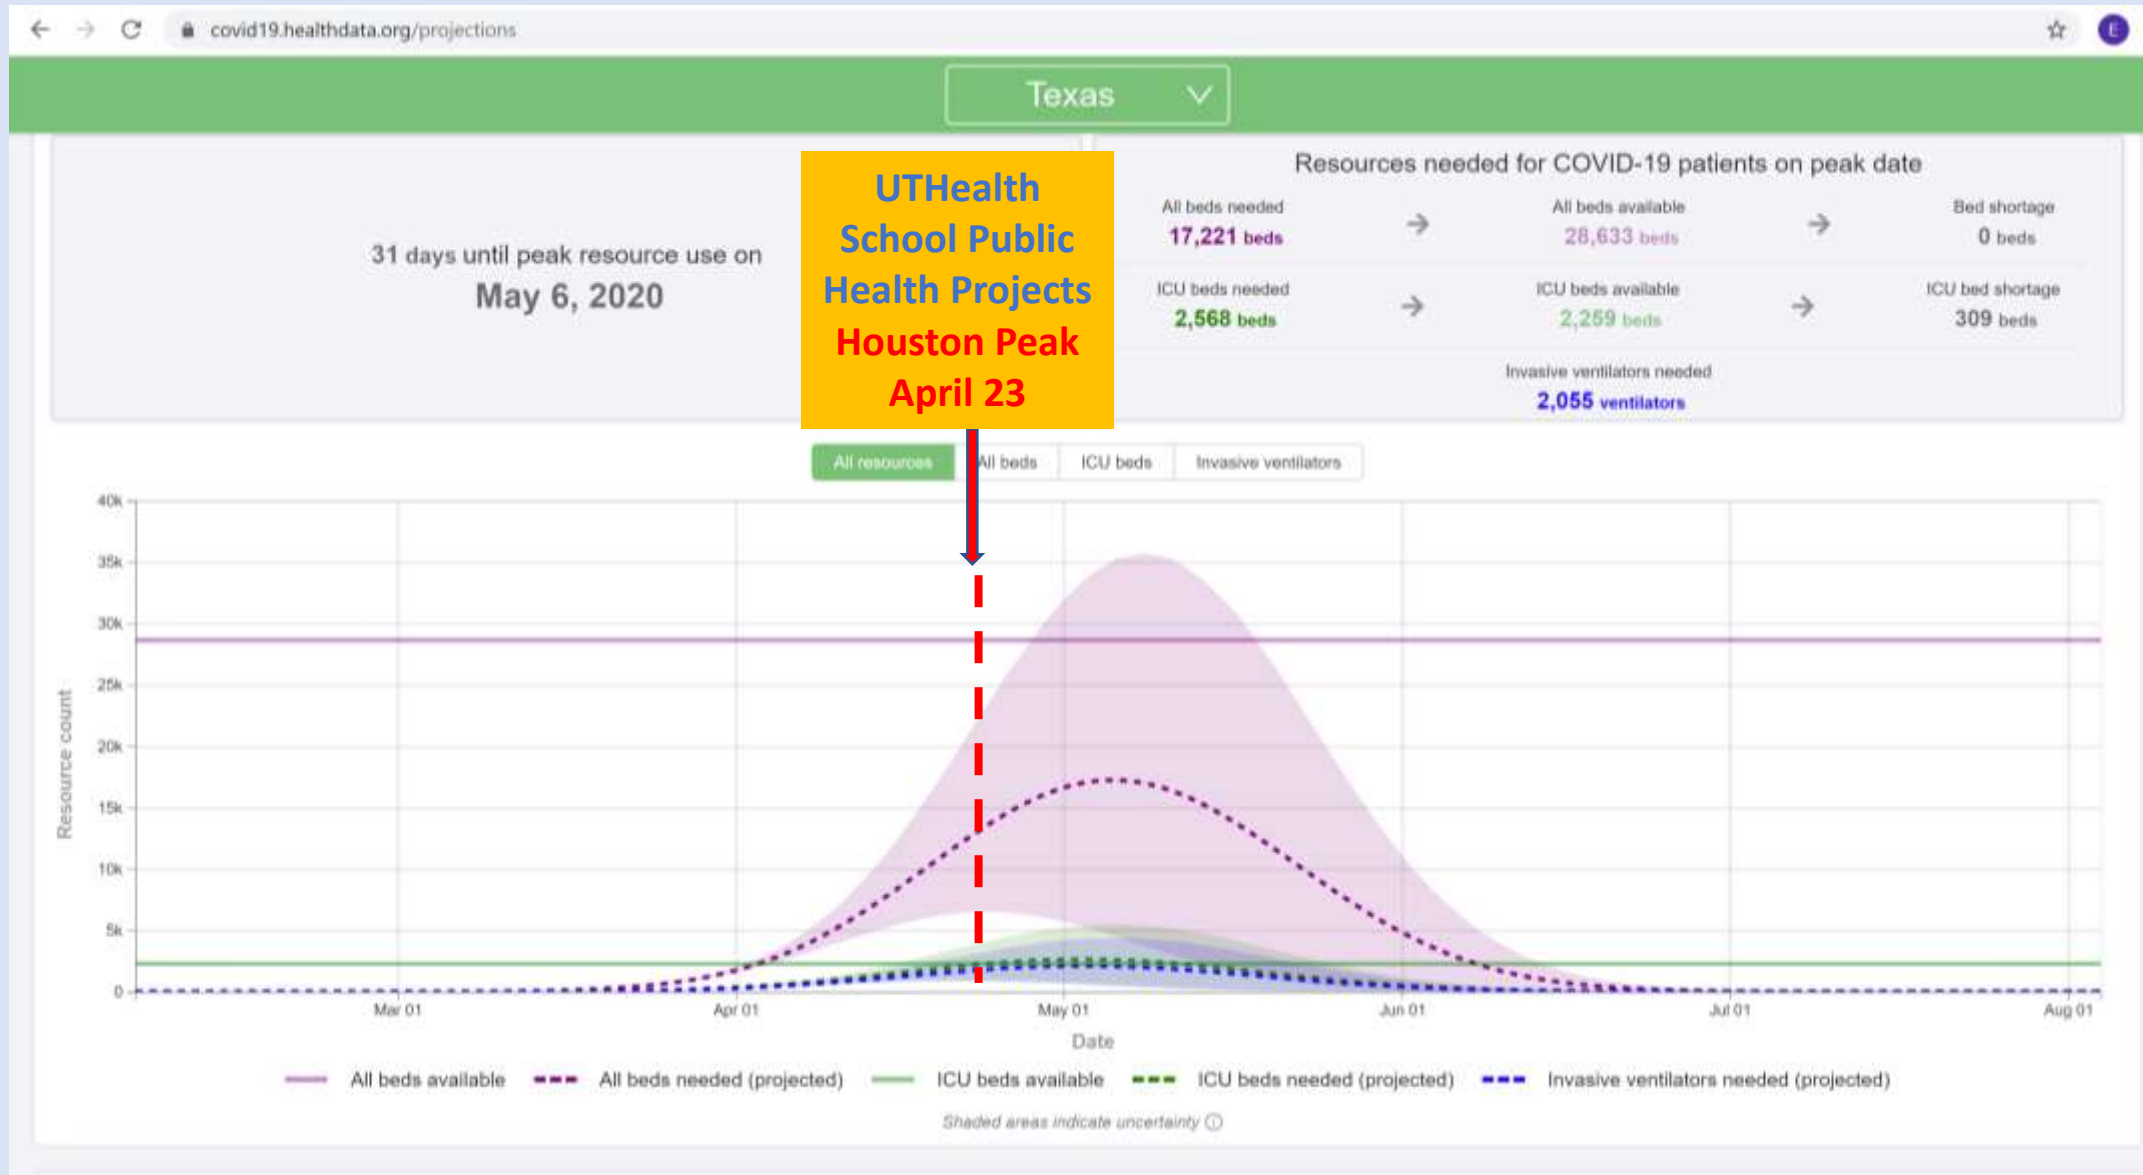 covid19.healthdata.org/projections
E
Texas
31 days until peak resource use on
May 6, 2020
UTHealth
School Public
Health Projects
Houston Peak
April 23
Resources needed for COVID-19 patients on peak date
All beds needed
17,221 beds
All beds available
28,633 beds
Bed shortage
0 beds
ICU beds needed
2,568 beds
ICU beds available
2,259 beds
ICU bed shortage
309 beds
Invasive ventilators needed
2,055 ventilators
All resources All beds ICU beds Invasive ventilators
40k
35k
30k
25k
20k
15k
10k
5k
0
Resource count
Mar 01 Apr 01 May 01 Jun 01 Jul 01 Aug 01
Date
All beds available All beds needed (projected) ICU beds available ICU beds needed (projected) Invasive ventilators needed (projected)
Shaded areas indicate uncertainty